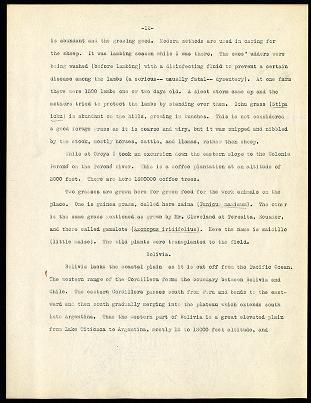 -12-
is abundant and the grazing good. Modern methods are used in caring for
the sheep. It was lambing season while I was there. The ewes' udders were
being washed (before lambing) with a disinfecting fluid to prevent a certain
disease among the lambs (a serious-- usually fatal-- dysentery). At one farm
there were 1500 lambs one or two days old. A sleet storm came up and the
mothers tried to protect the lambs by standing over them. Ichu grass (Stipa
ichu) is abundant on the hills, growing in bunches. This is not considered
a good forage grass as it is coarse and wiry, but it was nipped and nibbled
by the stock, mostly horses, cattle, and llamas, rather than sheep.
While at Oroya I took an excursion down the eastern slope to the Colonia
Perené on the Perené river. This is a coffee plantation at an altitude of
2000 feet. There are here 1600000 coffee trees.
Two grasses are grown here for green feed for the work animals on the
place. One is guinea grass, called here maima (Panicum maximum). The other
is the same grass mentioned as grown by Mr. Cleveland at Teresita, Ecuador,
and there called gamalote (Axonopus iridifolius). Here the name is maicillo
(little maize). The wild plants were transplanted to the field.
Bolivia.
Bolivia lacks the coastal plain as it is cut off from the Pacific Ocean.
The western range of the Cordillera forms the boundary between Bolivia and
Chile. The eastern Cordillera passes south from Peru and bends to the east-
ward and then south gradually merging into the plateau which extends south
into Argentina. Thus the western part of Bolivia is a great elevated plain
from Lake Titicaca to Argentina, mostly 12 to 13000 feet altitude, and